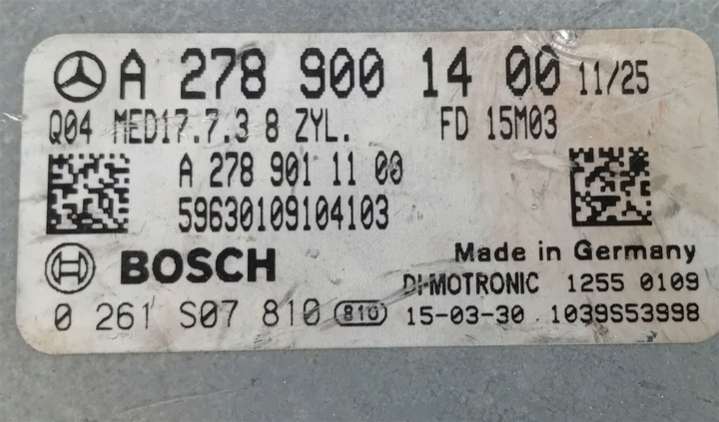 A 278 900 14 00 11/25
Q04 MED17.7.3 8 ZYL. FD 15M03
A 278 901 11 00
59630109104103
BOSCH Made in Germany
DI-MOTRONIC 1255 0109
0 261 S07 810 810 15-03-30 1039S53998